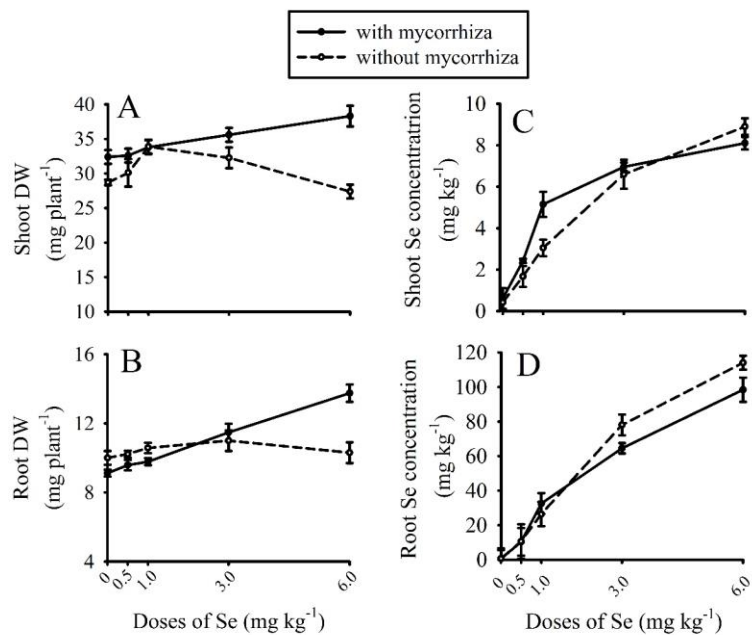 with mycorrhiza
without mycorrhiza
A
Shoot DW
(mg plant⁻¹)
40
35
30
25
20
15
10
C
Shoot Se concentratrion
(mg kg⁻¹)
10
8
6
4
2
0
B
Root DW
(mg plant⁻¹)
16
12
8
4
0
0.5
1.0
3.0
6.0
Doses of Se (mg kg⁻¹)
D
Root Se concentration
(mg kg⁻¹)
120
100
80
60
40
20
0
0
0.5
1.0
3.0
6.0
Doses of Se (mg kg⁻¹)